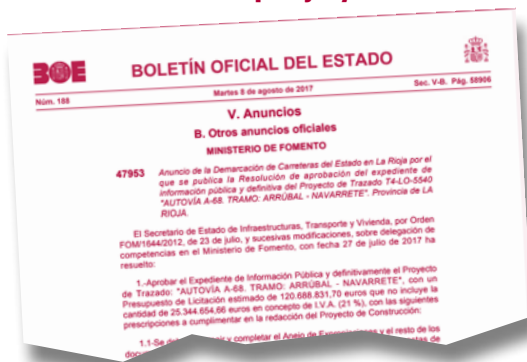 BOE
BOLETÍN OFICIAL DEL ESTADO
Núm. 188
Martes 8 de agosto de 2017
Sec. V-B. Pág. 58906
V. Anuncios
B. Otros anuncios oficiales
MINISTERIO DE FOMENTO
47953 Anuncio de la Demarcación de Carreteras del Estado en La Rioja por el
que se publica la Resolución de aprobación del expediente de
información pública y definitiva del Proyecto de Trazado T4-LO-5540
"AUTOVÍA A-68. TRAMO: ARRÚBAL - NAVARRETE". Provincia de LA
RIOJA.
El Secretario de Estado de Infraestructuras, Transporte y Vivienda, por Orden
FOM/1644/2012, de 23 de julio, y sucesivas modificaciones, sobre delegación de
competencias en el Ministerio de Fomento, con fecha 27 de julio de 2017 ha
resuelto:
1.-Aprobar el Expediente de Información Pública y definitivamente el Proyecto
de Trazado: "AUTOVÍA A-68. TRAMO: ARRÚBAL - NAVARRETE", con un
Presupuesto de Licitación estimado de 120.688.831,70 euros que no incluye la
cantidad de 25.344.654,66 euros en concepto de I.V.A. (21 %), con las siguientes
prescripciones a cumplimentar en la redacción del Proyecto de Construcción:
1.1-Se y completar el Anejo de y el resto de los
de